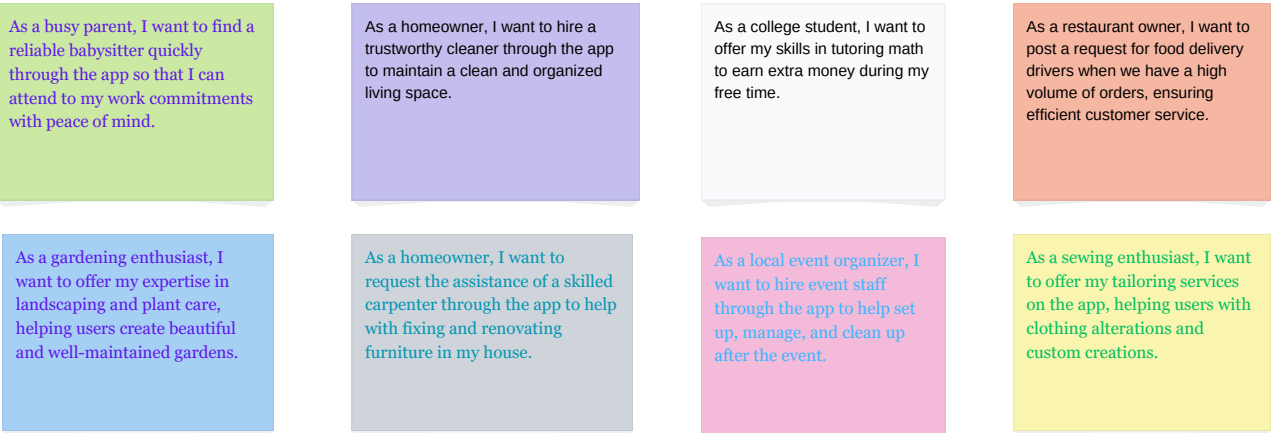 As a busy parent, I want to find a
reliable babysitter quickly
through the app so that I can
attend to my work commitments
with peace of mind.
As a homeowner, I want to hire a
trustworthy cleaner through the app
to maintain a clean and organized
living space.
As a college student, I want to
offer my skills in tutoring math
to earn extra money during my
free time.
As a restaurant owner, I want to
post a request for food delivery
drivers when we have a high
volume of orders, ensuring
efficient customer service.
As a gardening enthusiast, I
want to offer my expertise in
landscaping and plant care,
helping users create beautiful
and well-maintained gardens.
As a homeowner, I want to
request the assistance of a skilled
carpenter through the app to help
with fixing and renovating
furniture in my house.
As a local event organizer, I
want to hire event staff
through the app to help set
up, manage, and clean up
after the event.
As a sewing enthusiast, I want
to offer my tailoring services
on the app, helping users with
clothing alterations and
custom creations.